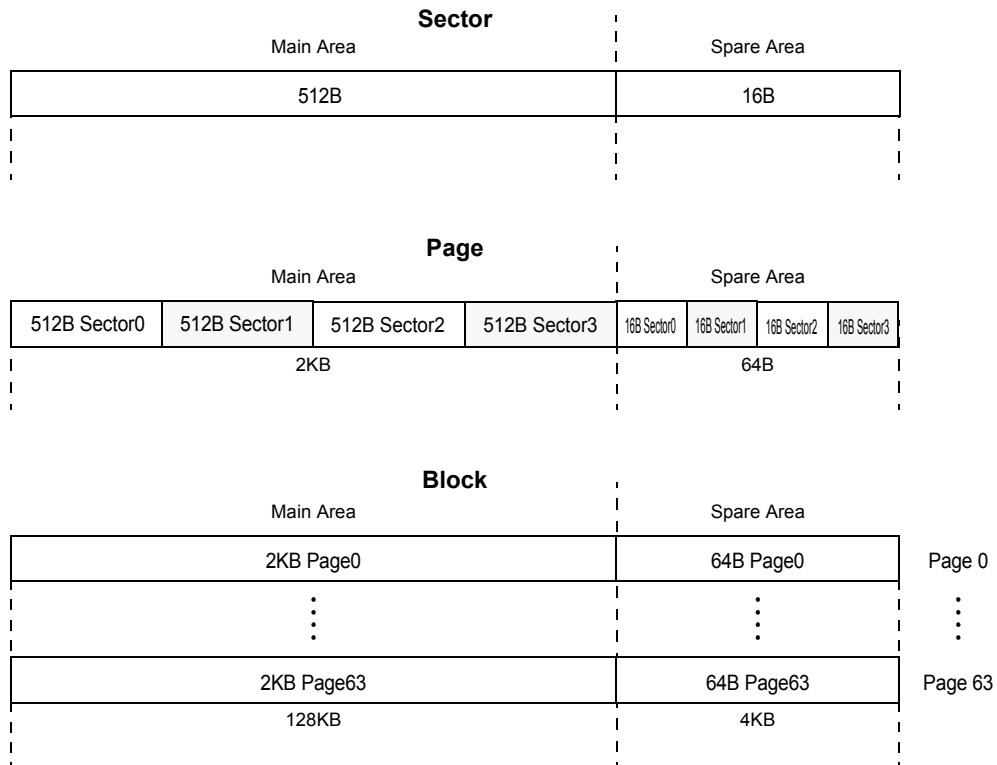 Sector
Main Area Spare Area
512B 16B
Page
Main Area Spare Area
512B Sector0 512B Sector1 512B Sector2 512B Sector3 16B Sector0 16B Sector1 16B Sector2 16B Sector3
2KB 64B
Block
Main Area Spare Area
2KB Page0 64B Page0 Page 0
2KB Page63 64B Page63 Page 63
128KB 4KB